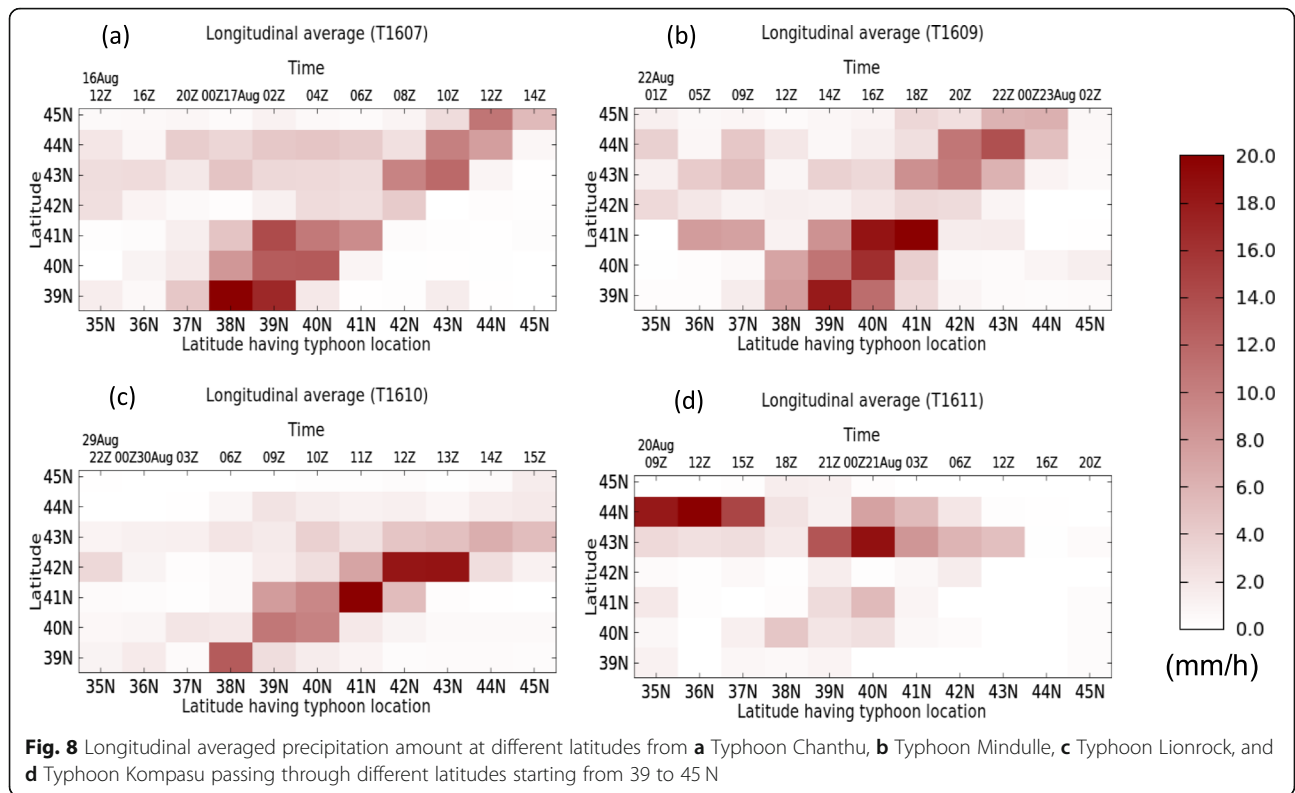 (a)
Longitudinal average (T1607)
Time
16Aug
12Z 16Z 20Z 00Z17Aug 02Z 04Z 06Z 08Z 10Z 12Z 14Z
45N
44N
43N
42N
41N
40N
39N
Latitude
35N 36N 37N 38N 39N 40N 41N 42N 43N 44N 45N
Latitude having typhoon location
(b)
Longitudinal average (T1609)
Time
22Aug
01Z 05Z 09Z 12Z 14Z 16Z 18Z 20Z 22Z 00Z23Aug 02Z
45N
44N
43N
42N
41N
40N
39N
Latitude
35N 36N 37N 38N 39N 40N 41N 42N 43N 44N 45N
Latitude having typhoon location
(c)
Longitudinal average (T1610)
Time
29Aug
22Z 00Z30Aug 03Z 06Z 09Z 10Z 11Z 12Z 13Z 14Z 15Z
45N
44N
43N
42N
41N
40N
39N
Latitude
35N 36N 37N 38N 39N 40N 41N 42N 43N 44N 45N
Latitude having typhoon location
(d)
Longitudinal average (T1611)
Time
20Aug
09Z 12Z 15Z 18Z 21Z 00Z21Aug 03Z 06Z 12Z 16Z 20Z
45N
44N
43N
42N
41N
40N
39N
Latitude
35N 36N 37N 38N 39N 40N 41N 42N 43N 44N 45N
Latitude having typhoon location
20.0
18.0
16.0
14.0
12.0
10.0
8.0
6.0
4.0
2.0
0.0
(mm/h)
Fig. 8 Longitudinal averaged precipitation amount at different latitudes from a Typhoon Chanthu, b Typhoon Mindulle, c Typhoon Lionrock, and
d Typhoon Kompasu passing through different latitudes starting from 39 to 45 N